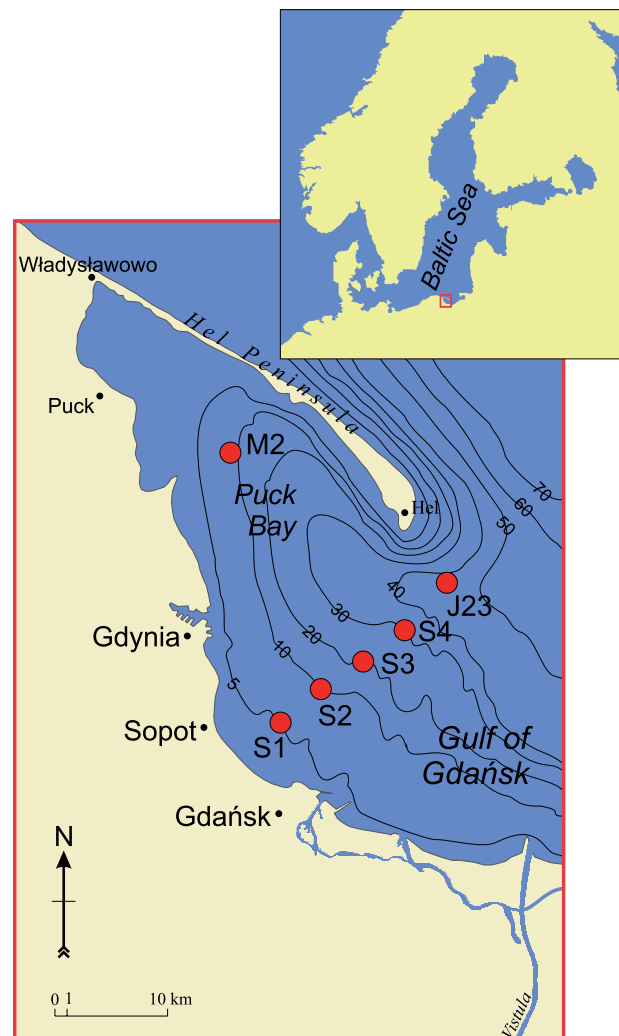 Baltic Sea
Władysławowo
Hel Peninsula
Puck
M2
Puck
Bay
Hel
70
60
50
40
J23
30
S4
Gdynia
20
S3
10
5
S2
Sopot
S1
Gulf of
Gdańsk
Gdańsk
N
0 1 10 km
Vistula